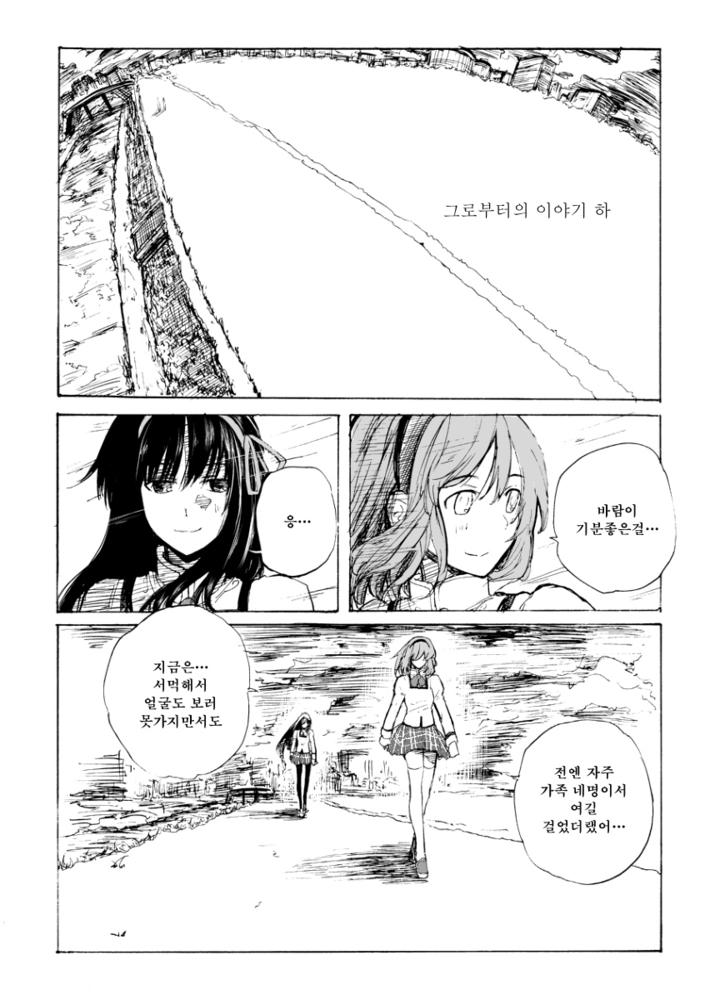 그로부터의 이야기 하
바람이
기분좋은걸…
응…
전엔 자주
가족 네명이서
여길
걸었더랬어…
지금은…
서먹해서
얼굴도 보러
못가지만서도